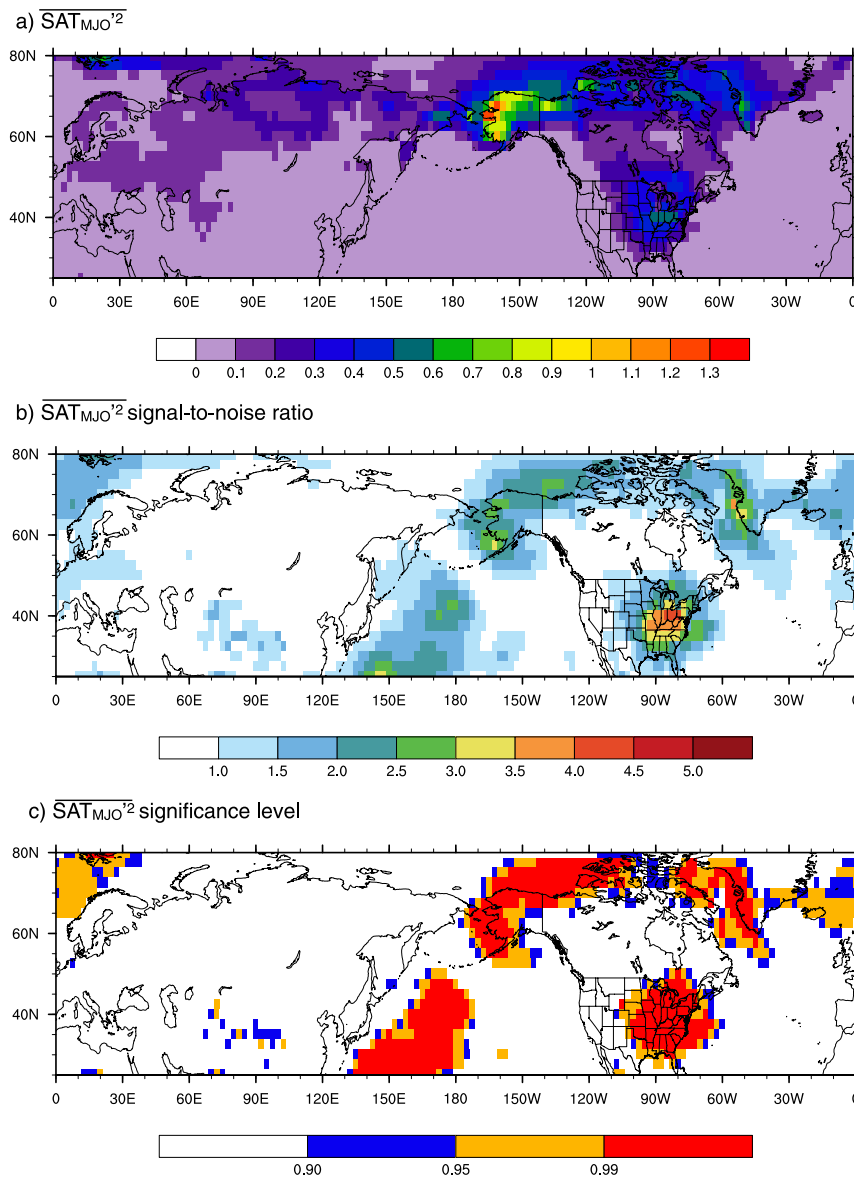 a) SATMJO'2
80N
60N
40N
0 30E 60E 90E 120E 150E 180 150W 120W 90W 60W 30W 0
0 0.1 0.2 0.3 0.4 0.5 0.6 0.7 0.8 0.9 1 1.1 1.2 1.3
b) SATMJO'2 signal-to-noise ratio
80N
60N
40N
0 30E 60E 90E 120E 150E 180 150W 120W 90W 60W 30W 0
1.0 1.5 2.0 2.5 3.0 3.5 4.0 4.5 5.0
c) SATMJO'2 significance level
80N
60N
40N
0 30E 60E 90E 120E 150E 180 150W 120W 90W 60W 30W 0
0.90 0.95 0.99